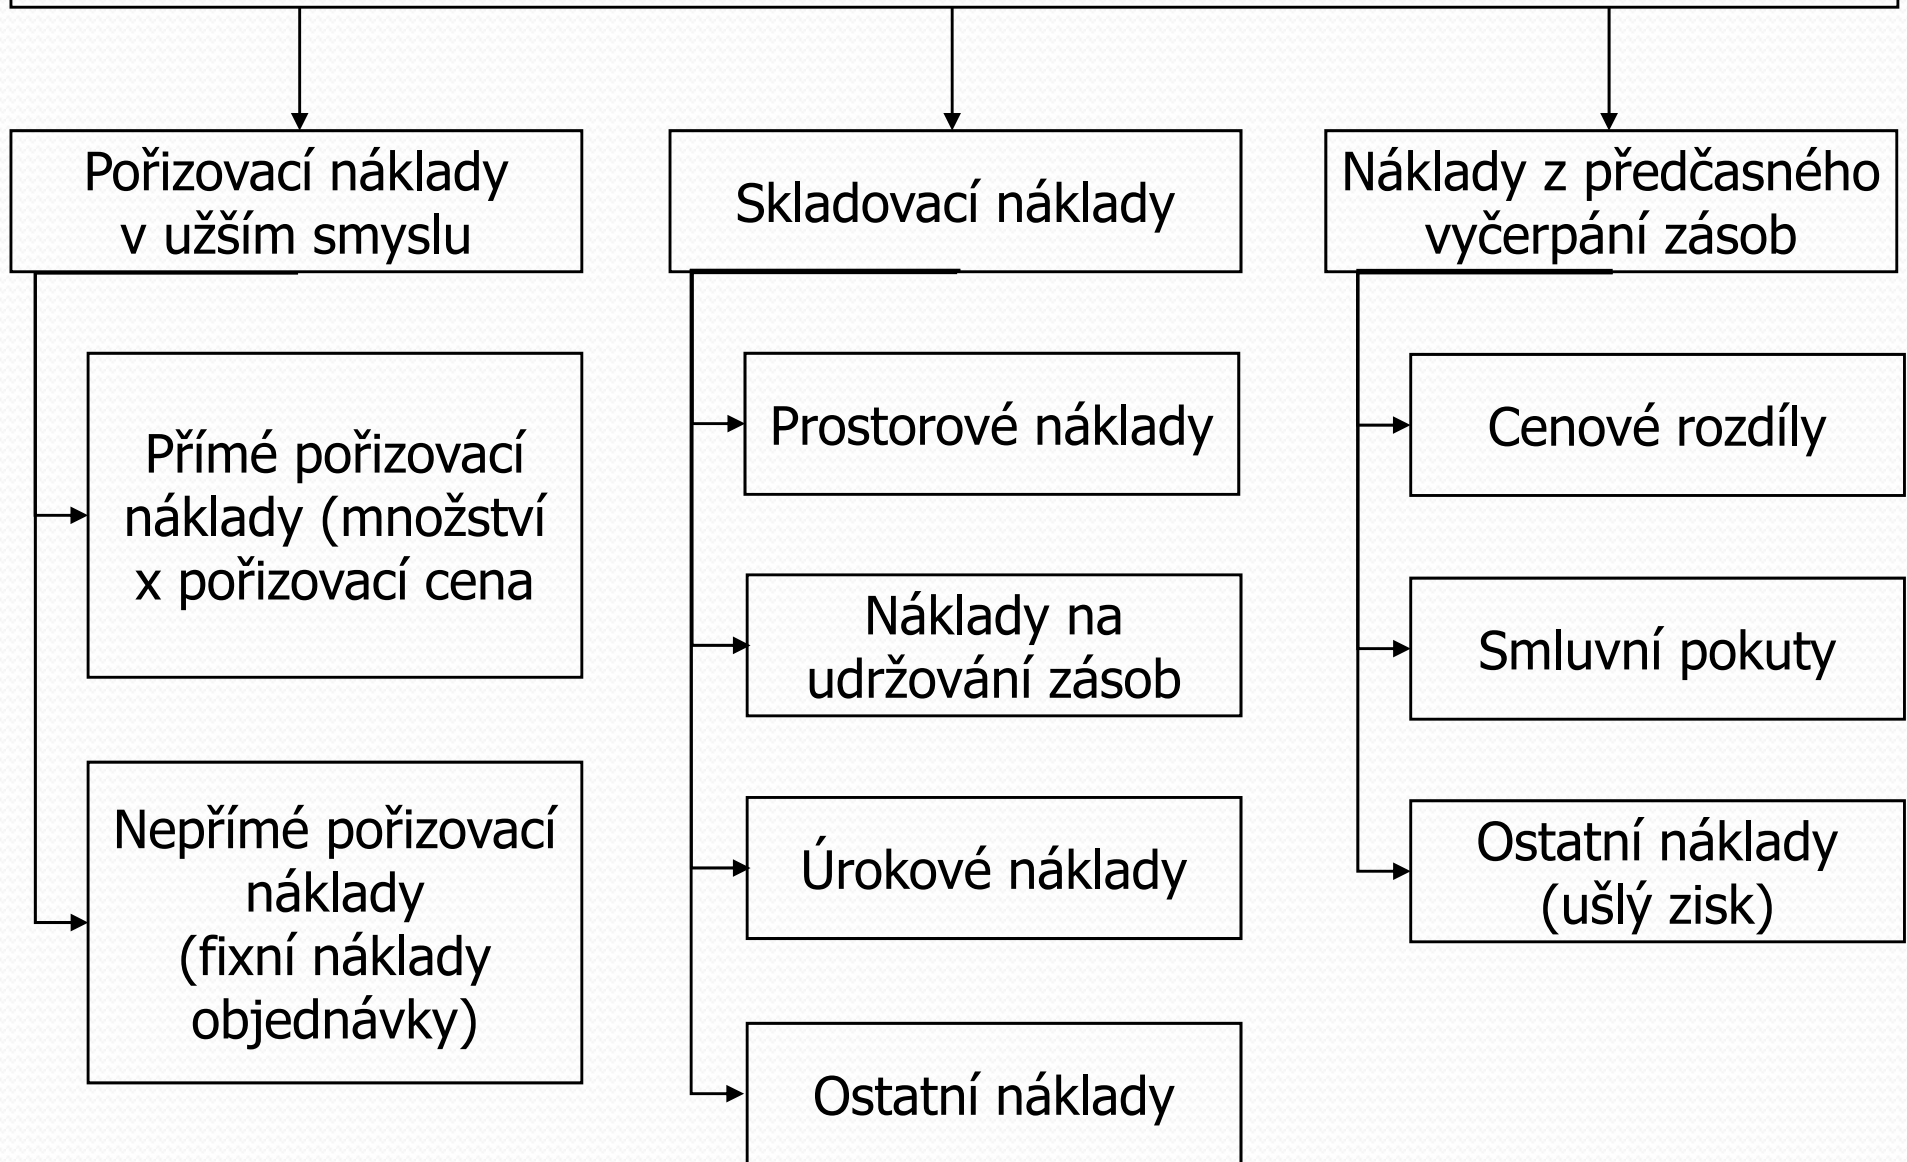 Pořizovací náklady
v užším smyslu
Skladovací náklady
Náklady z předčasného
vyčerpání zásob
Přímé pořizovací
náklady (množství
x pořizovací cena
Nepřímé pořizovací
náklady
(fixní náklady
objednávky)
Prostorové náklady
Náklady na
udržování zásob
Úrokové náklady
Ostatní náklady
Cenové rozdíly
Smluvní pokuty
Ostatní náklady
(ušlý zisk)